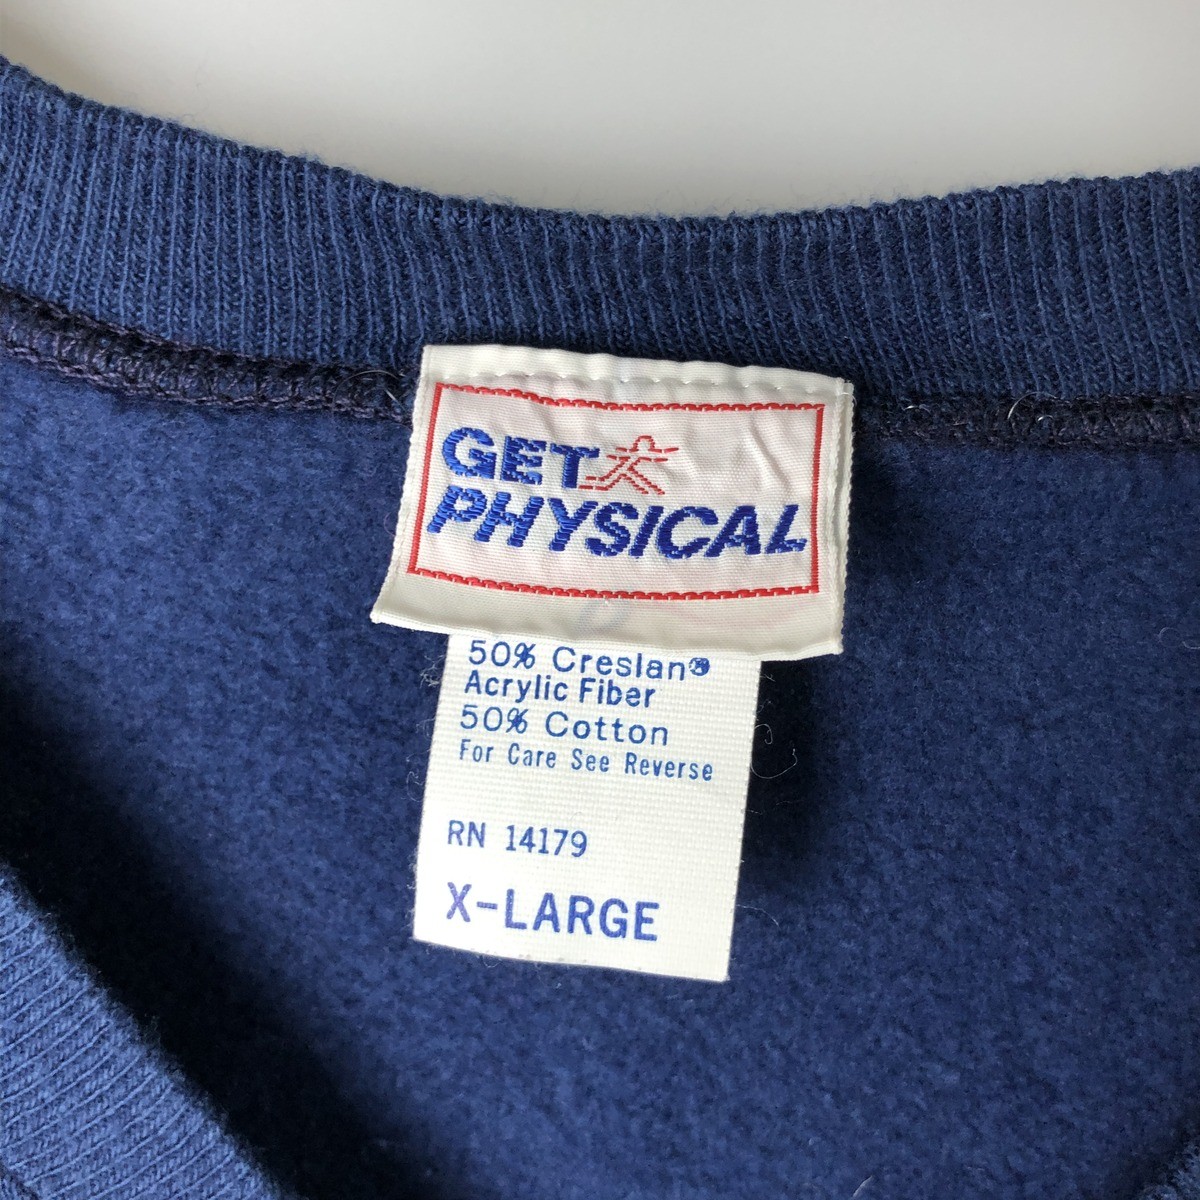 GET
PHYSICAL
50% Creslan®
Acrylic Fiber
50% Cotton
For Care See Reverse
RN 14179
X-LARGE